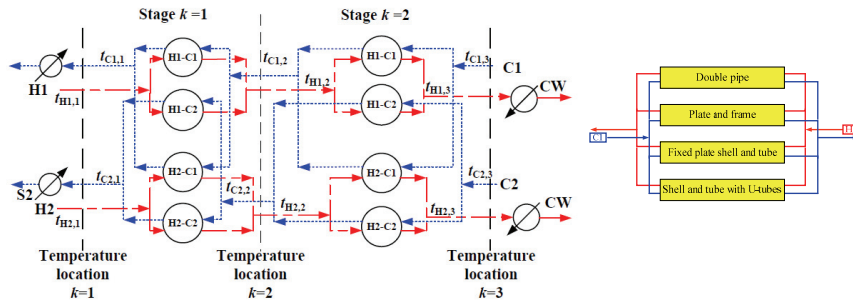 Stage k =1
Stage k =2
H1-C1
H1-C2
H2-C1
H2-C2
H1-C1
H1-C2
H2-C1
H2-C2
tC1,1
tC1,2
tC1,3
C1
H1
tH1,1
tH1,2
tH1,3
CW
tC2,1
tC2,2
tC2,3
C2
S2
H2
tH2,1
tH2,2
tH2,3
CW
Temperature
location
k=1
Temperature
location
k=2
Temperature
location
k=3
Double pipe
Plate and frame
Fixed plate shell and tube
Shell and tube with U-tubes
C1